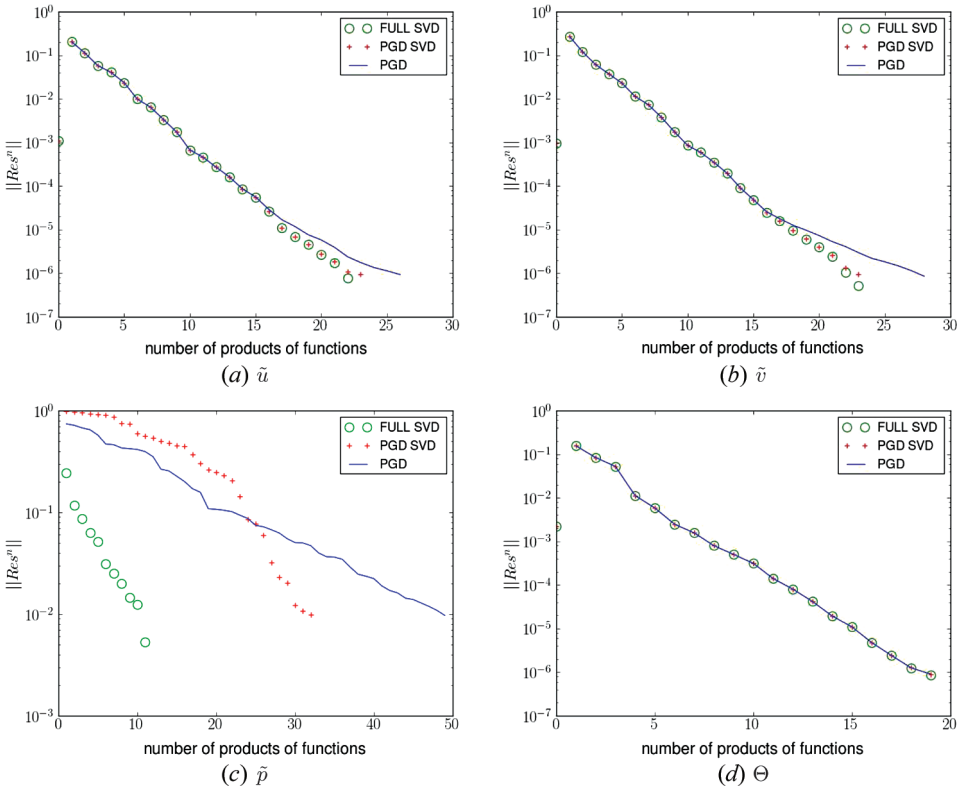 10^0
10^-1
10^-2
10^-3
10^-4
10^-5
10^-6
10^-7
||Res^n||
FULL SVD
PGD SVD
PGD
0 5 10 15 20 25 30
number of products of functions
(a) ũ
10^0
10^-1
10^-2
10^-3
10^-4
10^-5
10^-6
10^-7
||Res^n||
FULL SVD
PGD SVD
PGD
0 5 10 15 20 25 30
number of products of functions
(b) ṽ
10^0
10^-1
10^-2
10^-3
||Res^n||
FULL SVD
PGD SVD
PGD
0 10 20 30 40 50
number of products of functions
(c) p̃
10^0
10^-1
10^-2
10^-3
10^-4
10^-5
10^-6
10^-7
||Res^n||
FULL SVD
PGD SVD
PGD
0 5 10 15 20
number of products of functions
(d) Θ